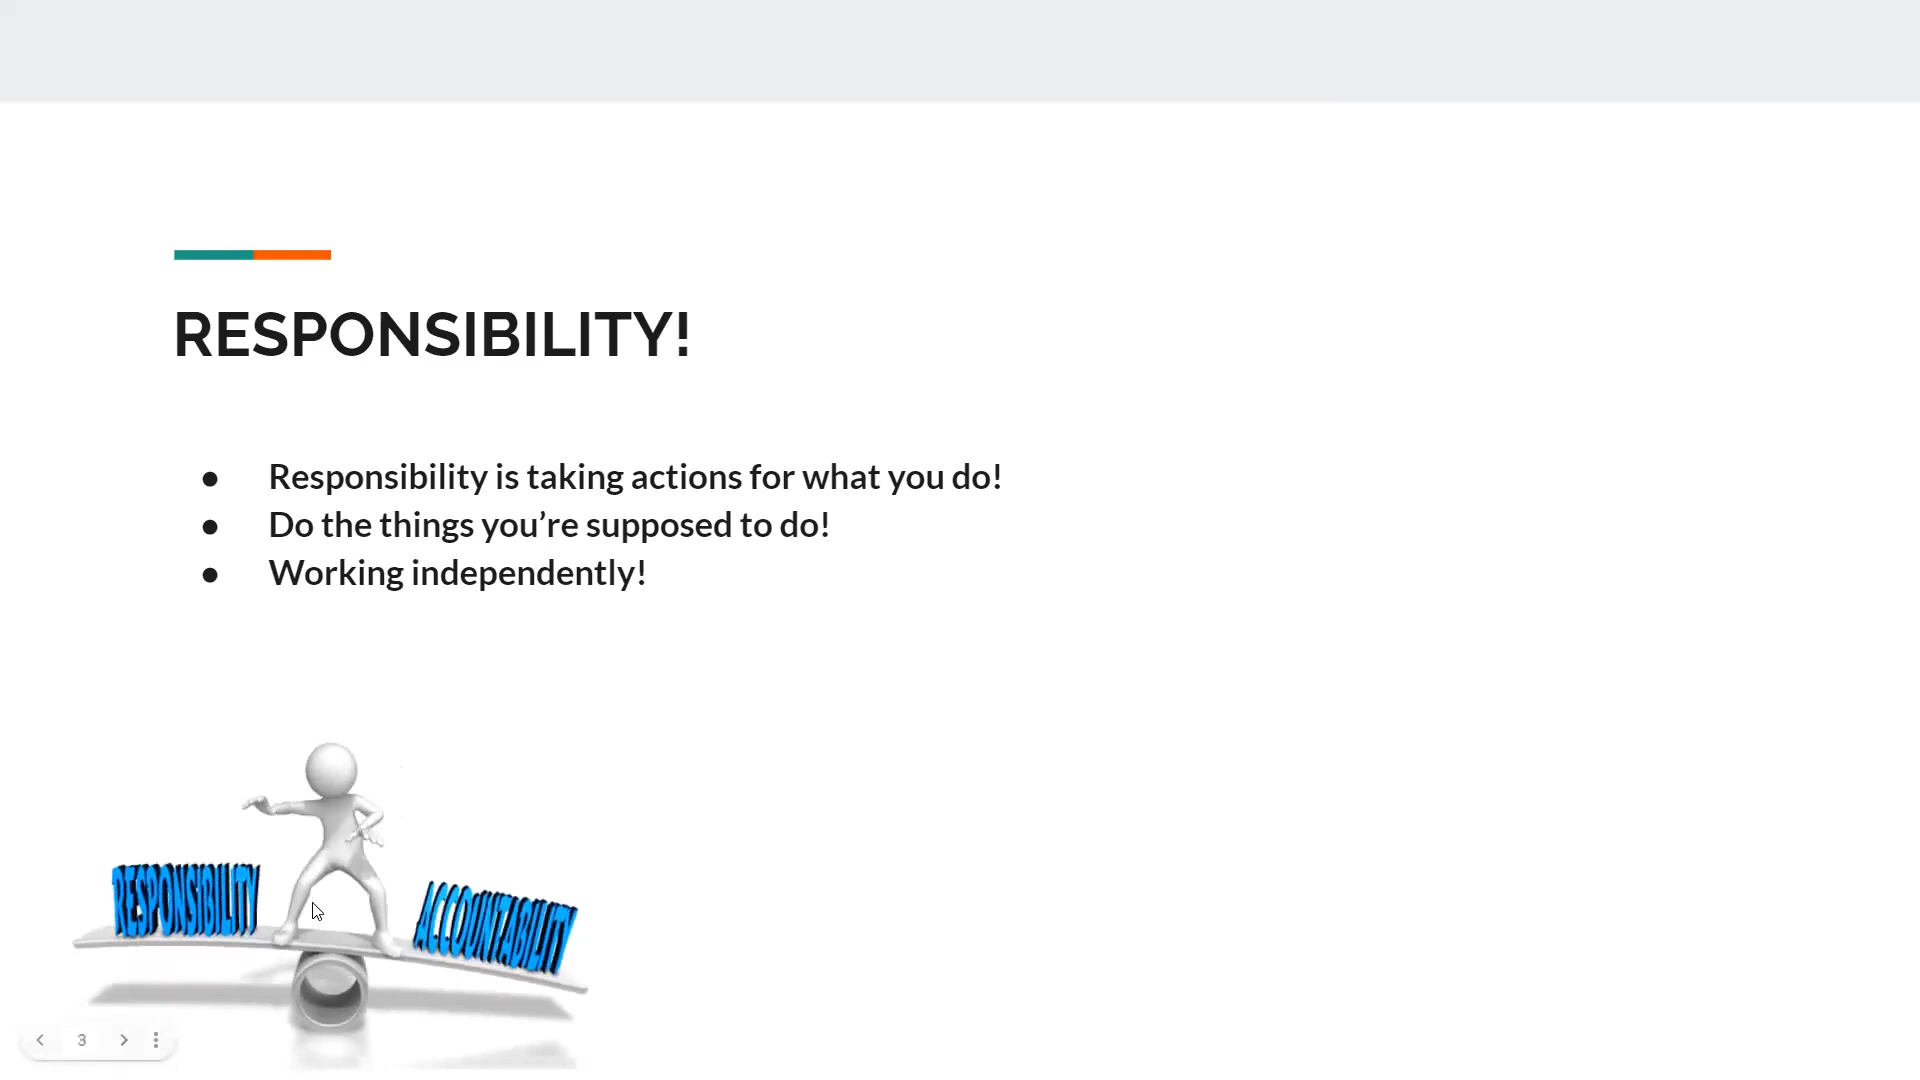 RESPONSIBILITY!
● Responsibility is taking actions for what you do!
● Do the things you’re supposed to do!
● Working independently!
RESPONSIBILITY
ACCOUNTABILITY
3